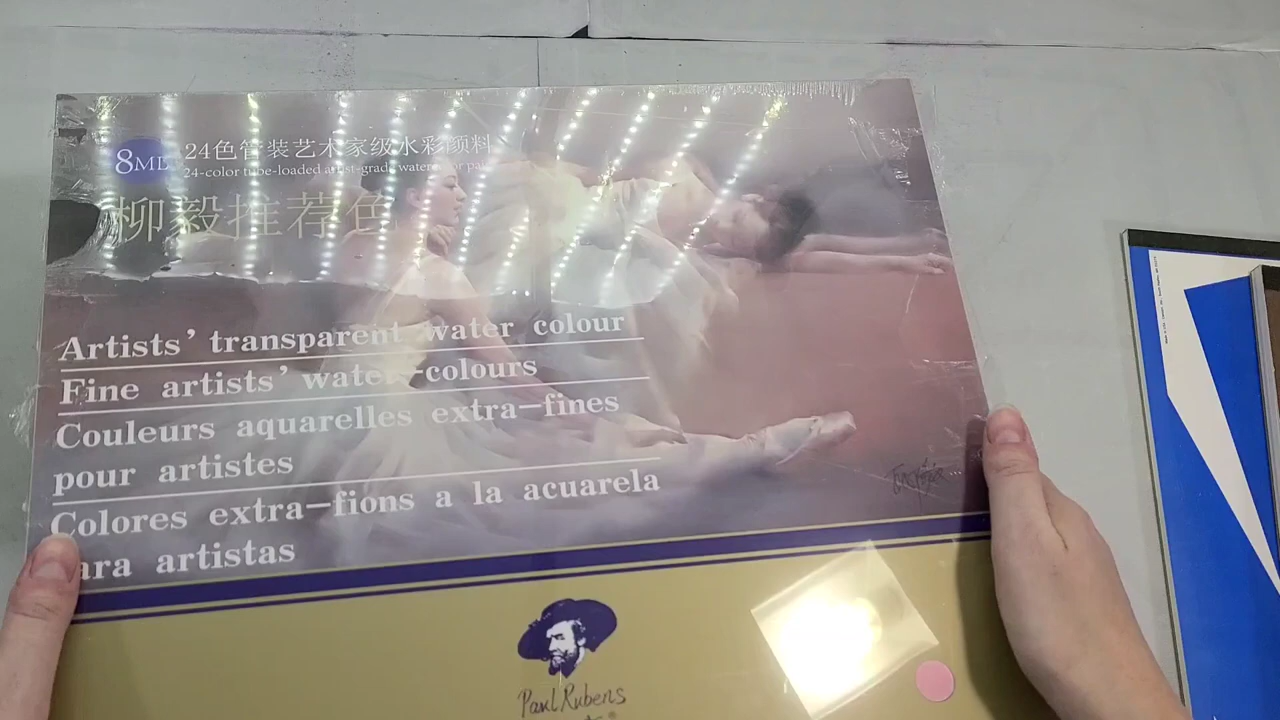 8ML 24色管装艺术家级水彩颜料
24-color tube-loaded artist-grade watercolor
柳毅推荐色
Artists' transparent water colour
Fine artists' water-colours
Couleurs aquarelles extra-fines
pour artistes
Colores extra-fions a la acuarela
ara artistas
Paul Rubens